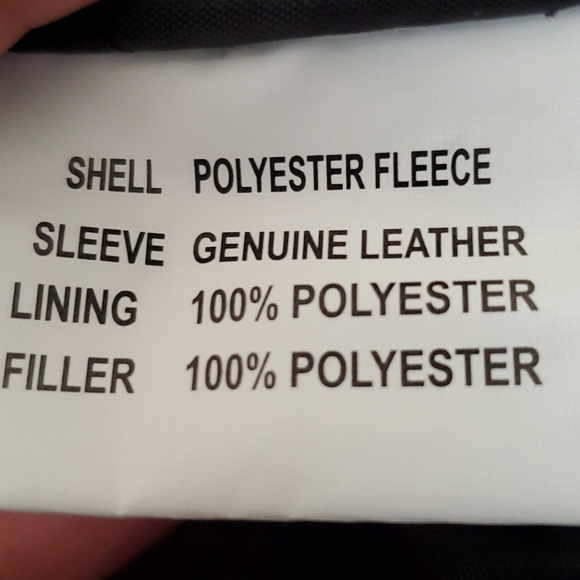 SHELL POLYESTER FLEECE
SLEEVE GENUINE LEATHER
LINING 100% POLYESTER
FILLER 100% POLYESTER